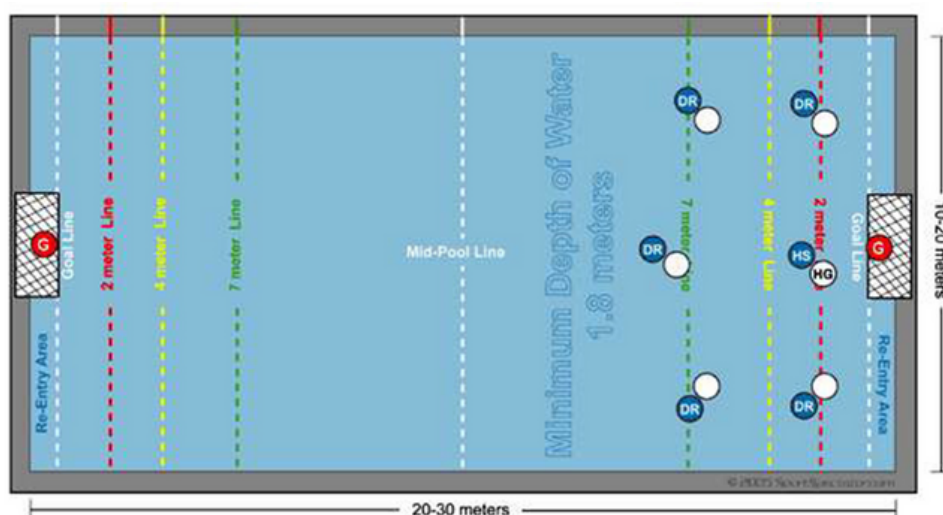 Goal Line
2 meter Line
4 meter Line
7 meter Line
Re-Entry Area
G
Mid-Pool Line
Minimum Depth of Water
1.8 meters
DR
DR
DR
7 meter Line
4 meter Line
2 meter
HS
HG
DR
DR
Goal Line
G
Re-Entry Area
10-20 meters
© 2005
20-30 meters